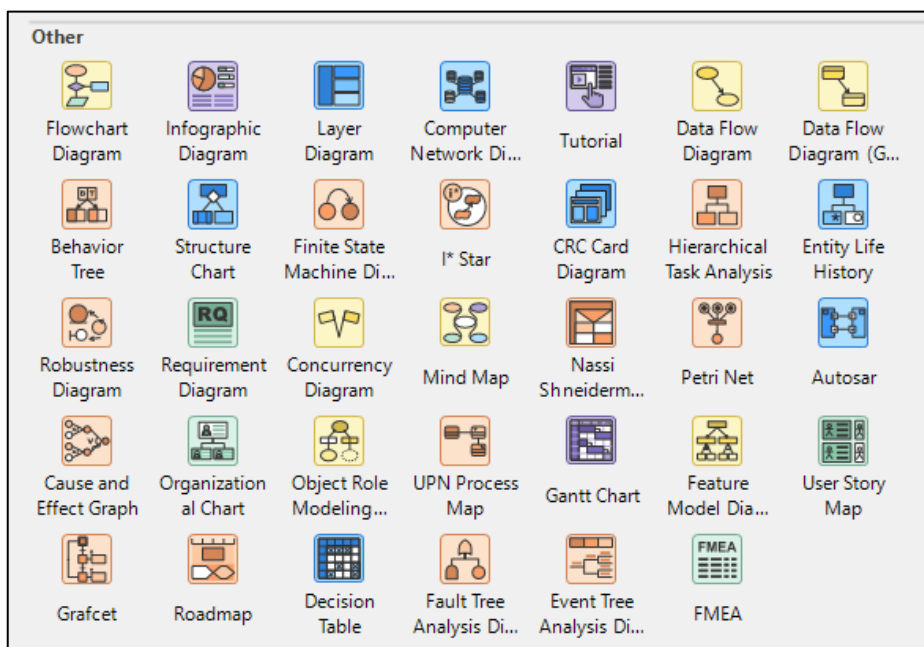 Other
Flowchart Diagram
Infographic Diagram
Layer Diagram
Computer Network Di...
Tutorial
Data Flow Diagram
Data Flow Diagram (G...
DT
Behavior Tree
Structure Chart
Finite State Machine Di...
i*
I* Star
CRC Card Diagram
Hierarchical Task Analysis
Entity Life History
Robustness Diagram
RQ
Requirement Diagram
Concurrency Diagram
Mind Map
Nassi Shneiderm...
Petri Net
Autosar
Cause and Effect Graph
Organization al Chart
Object Role Modeling...
UPN Process Map
Gantt Chart
Feature Model Dia...
User Story Map
Grafcet
Roadmap
Decision Table
Fault Tree Analysis Di...
Event Tree Analysis Di...
FMEA
FMEA